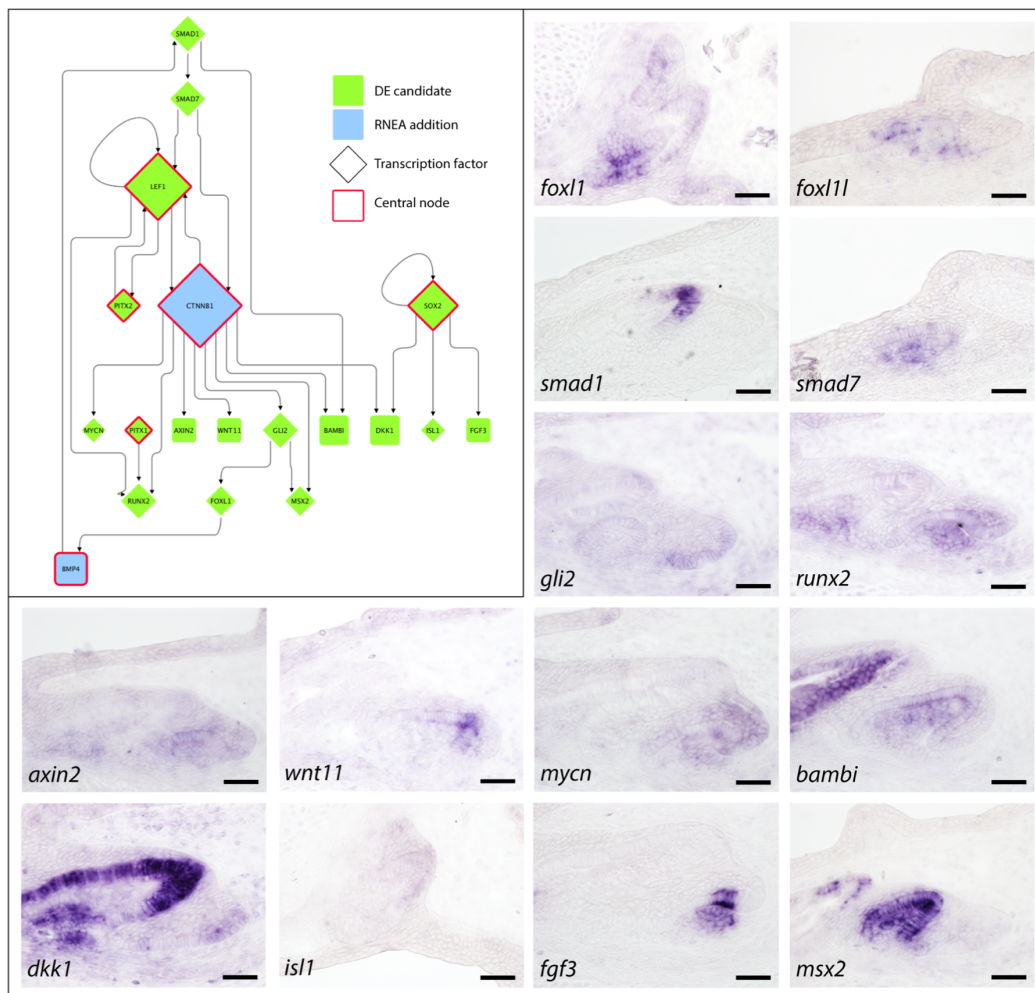 SMAD1
SMAD7
LEF1
PITX2
CTNNB1
SOX2
MYCN
PITX1
AXIN2
WNT11
GLI2
BAMBI
DKK1
ISL1
FGF3
RUNX2
FOXL1
MSX2
BMP4
DE candidate
RNEA addition
Transcription factor
Central node
foxl1
foxl1l
smad1
smad7
gli2
runx2
axin2
wnt11
mycn
bambi
dkk1
isl1
fgf3
msx2